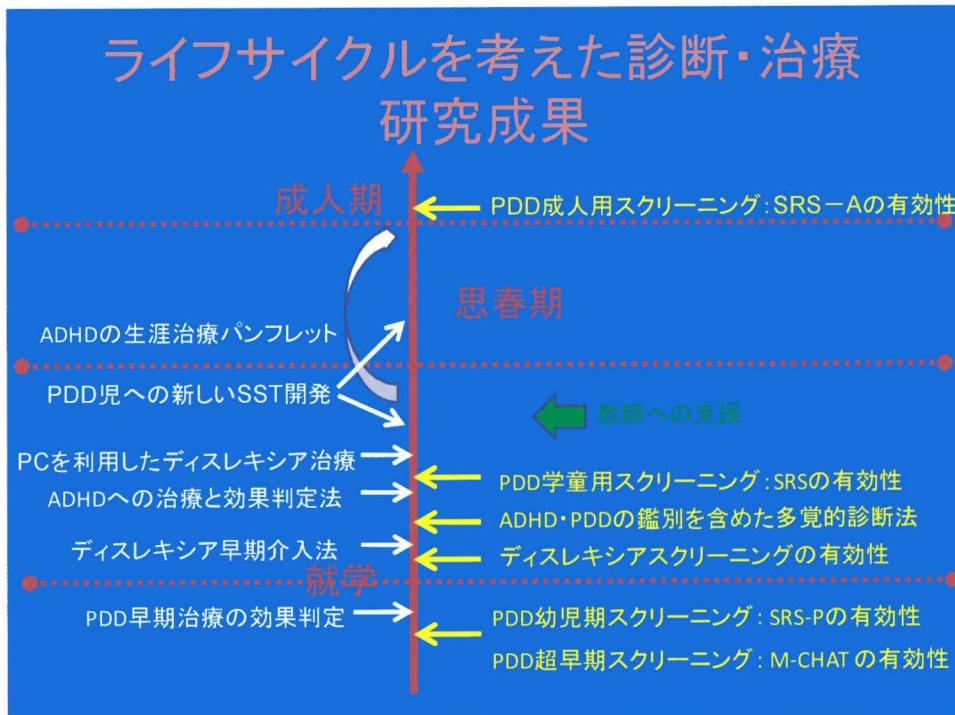 ライフサイクルを考えた診断・治療
研究成果
成人期
PDD成人用スクリーニング:SRS－Aの有効性
思春期
ADHDの生涯治療パンフレット
PDD児への新しいSST開発
教師への支援
PCを利用したディスレキシア治療
PDD学童用スクリーニング:SRSの有効性
ADHDへの治療と効果判定法
ADHD・PDDの鑑別を含めた多覚的診断法
ディスレキシア早期介入法
ディスレキシアスクリーニングの有効性
就学
PDD早期治療の効果判定
PDD幼児期スクリーニング:SRS-Pの有効性
PDD超早期スクリーニング:M-CHATの有効性